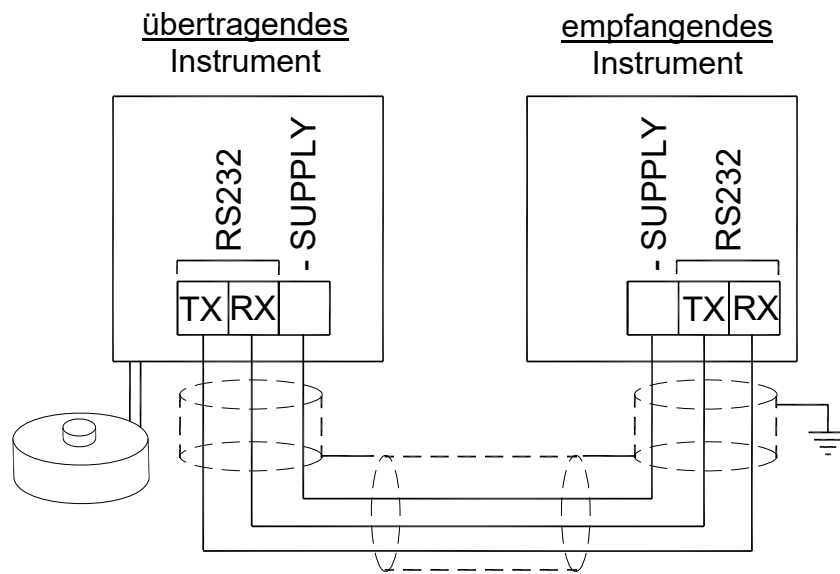 übertragendes
Instrument
empfangendes
Instrument
RS232
- SUPPLY
TX RX
- SUPPLY
RS232
TX RX